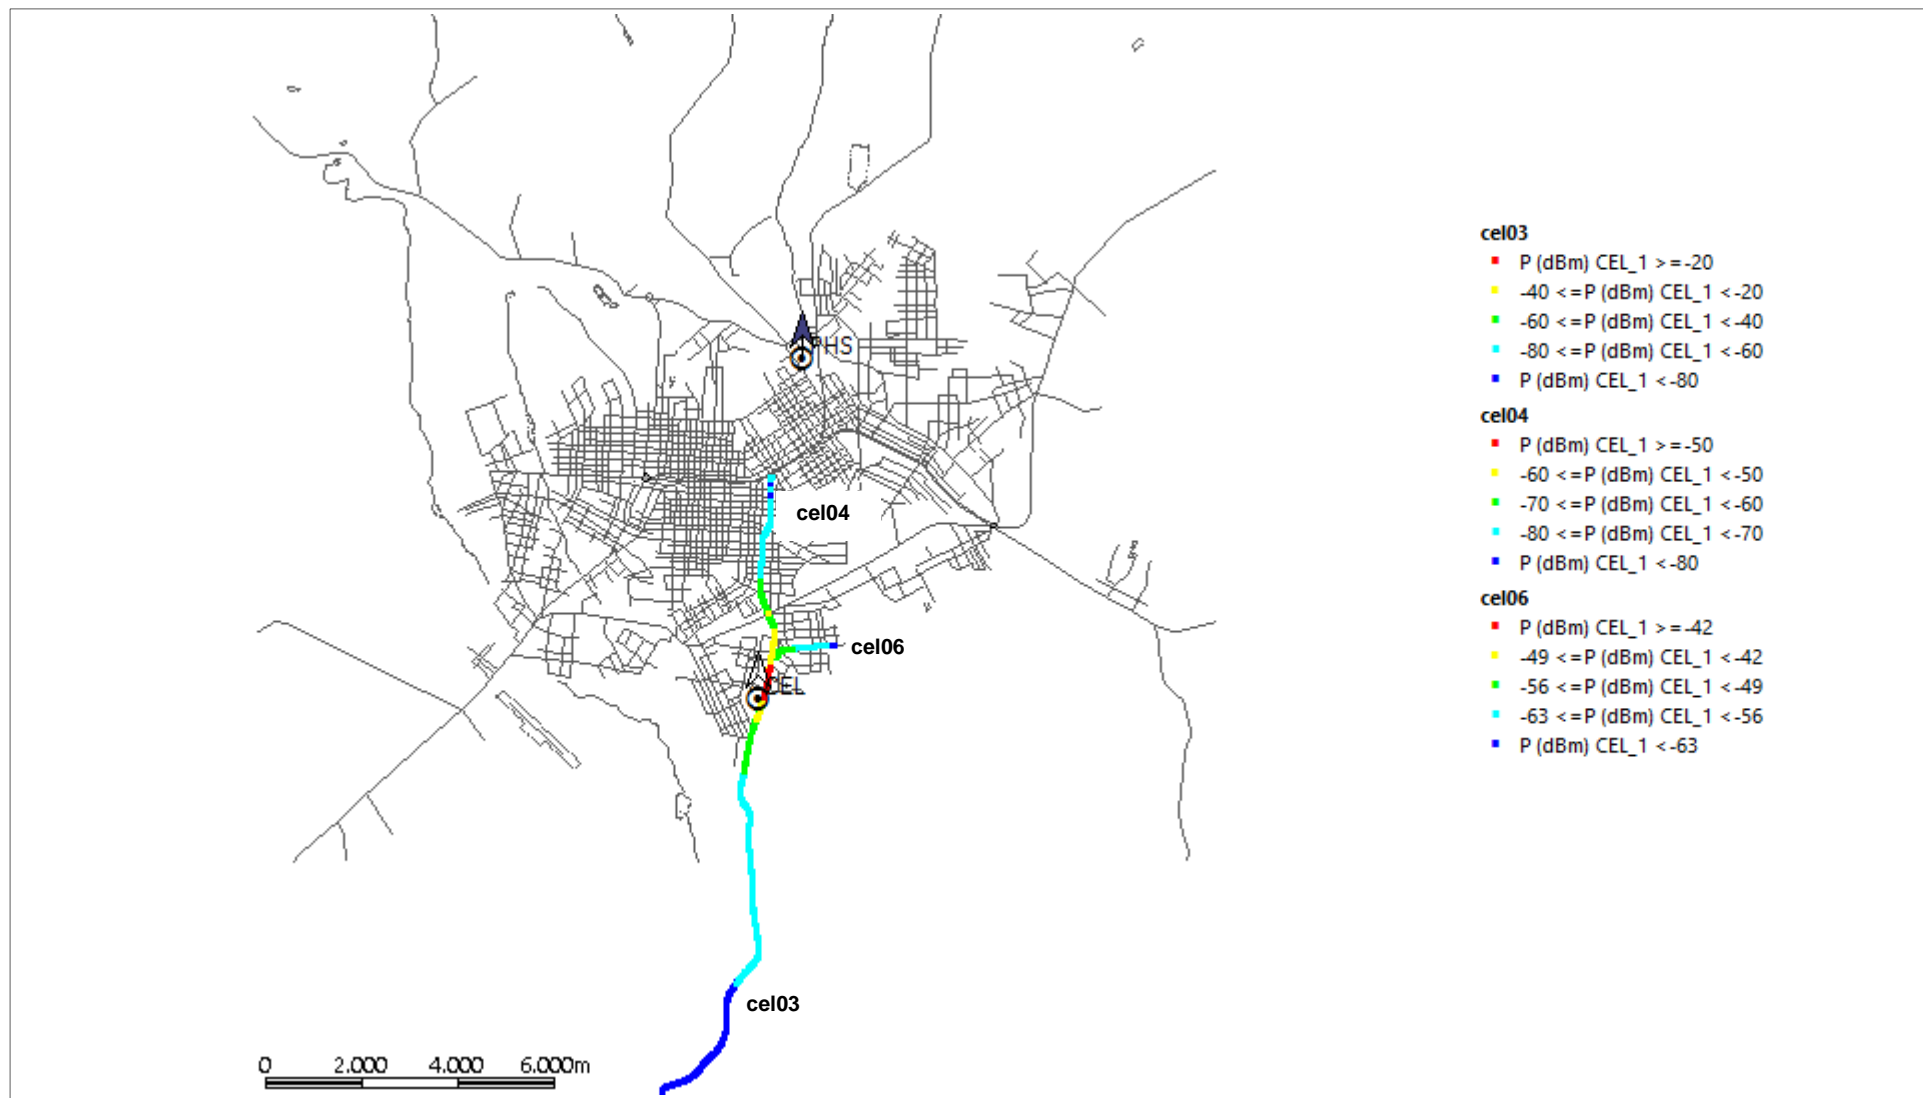 cel03
P (dBm) CEL_1 >=-20
-40 <=P (dBm) CEL_1 <-20
-60 <=P (dBm) CEL_1 <-40
-80 <=P (dBm) CEL_1 <-60
P (dBm) CEL_1 <-80
cel04
P (dBm) CEL_1 >=-50
-60 <=P (dBm) CEL_1 <-50
-70 <=P (dBm) CEL_1 <-60
-80 <=P (dBm) CEL_1 <-70
P (dBm) CEL_1 <-80
cel06
P (dBm) CEL_1 >=-42
-49 <=P (dBm) CEL_1 <-42
-56 <=P (dBm) CEL_1 <-49
-63 <=P (dBm) CEL_1 <-56
P (dBm) CEL_1 <-63
PHS
cel04
cel06
CEL
cel03
0 2.000 4.000 6.000m